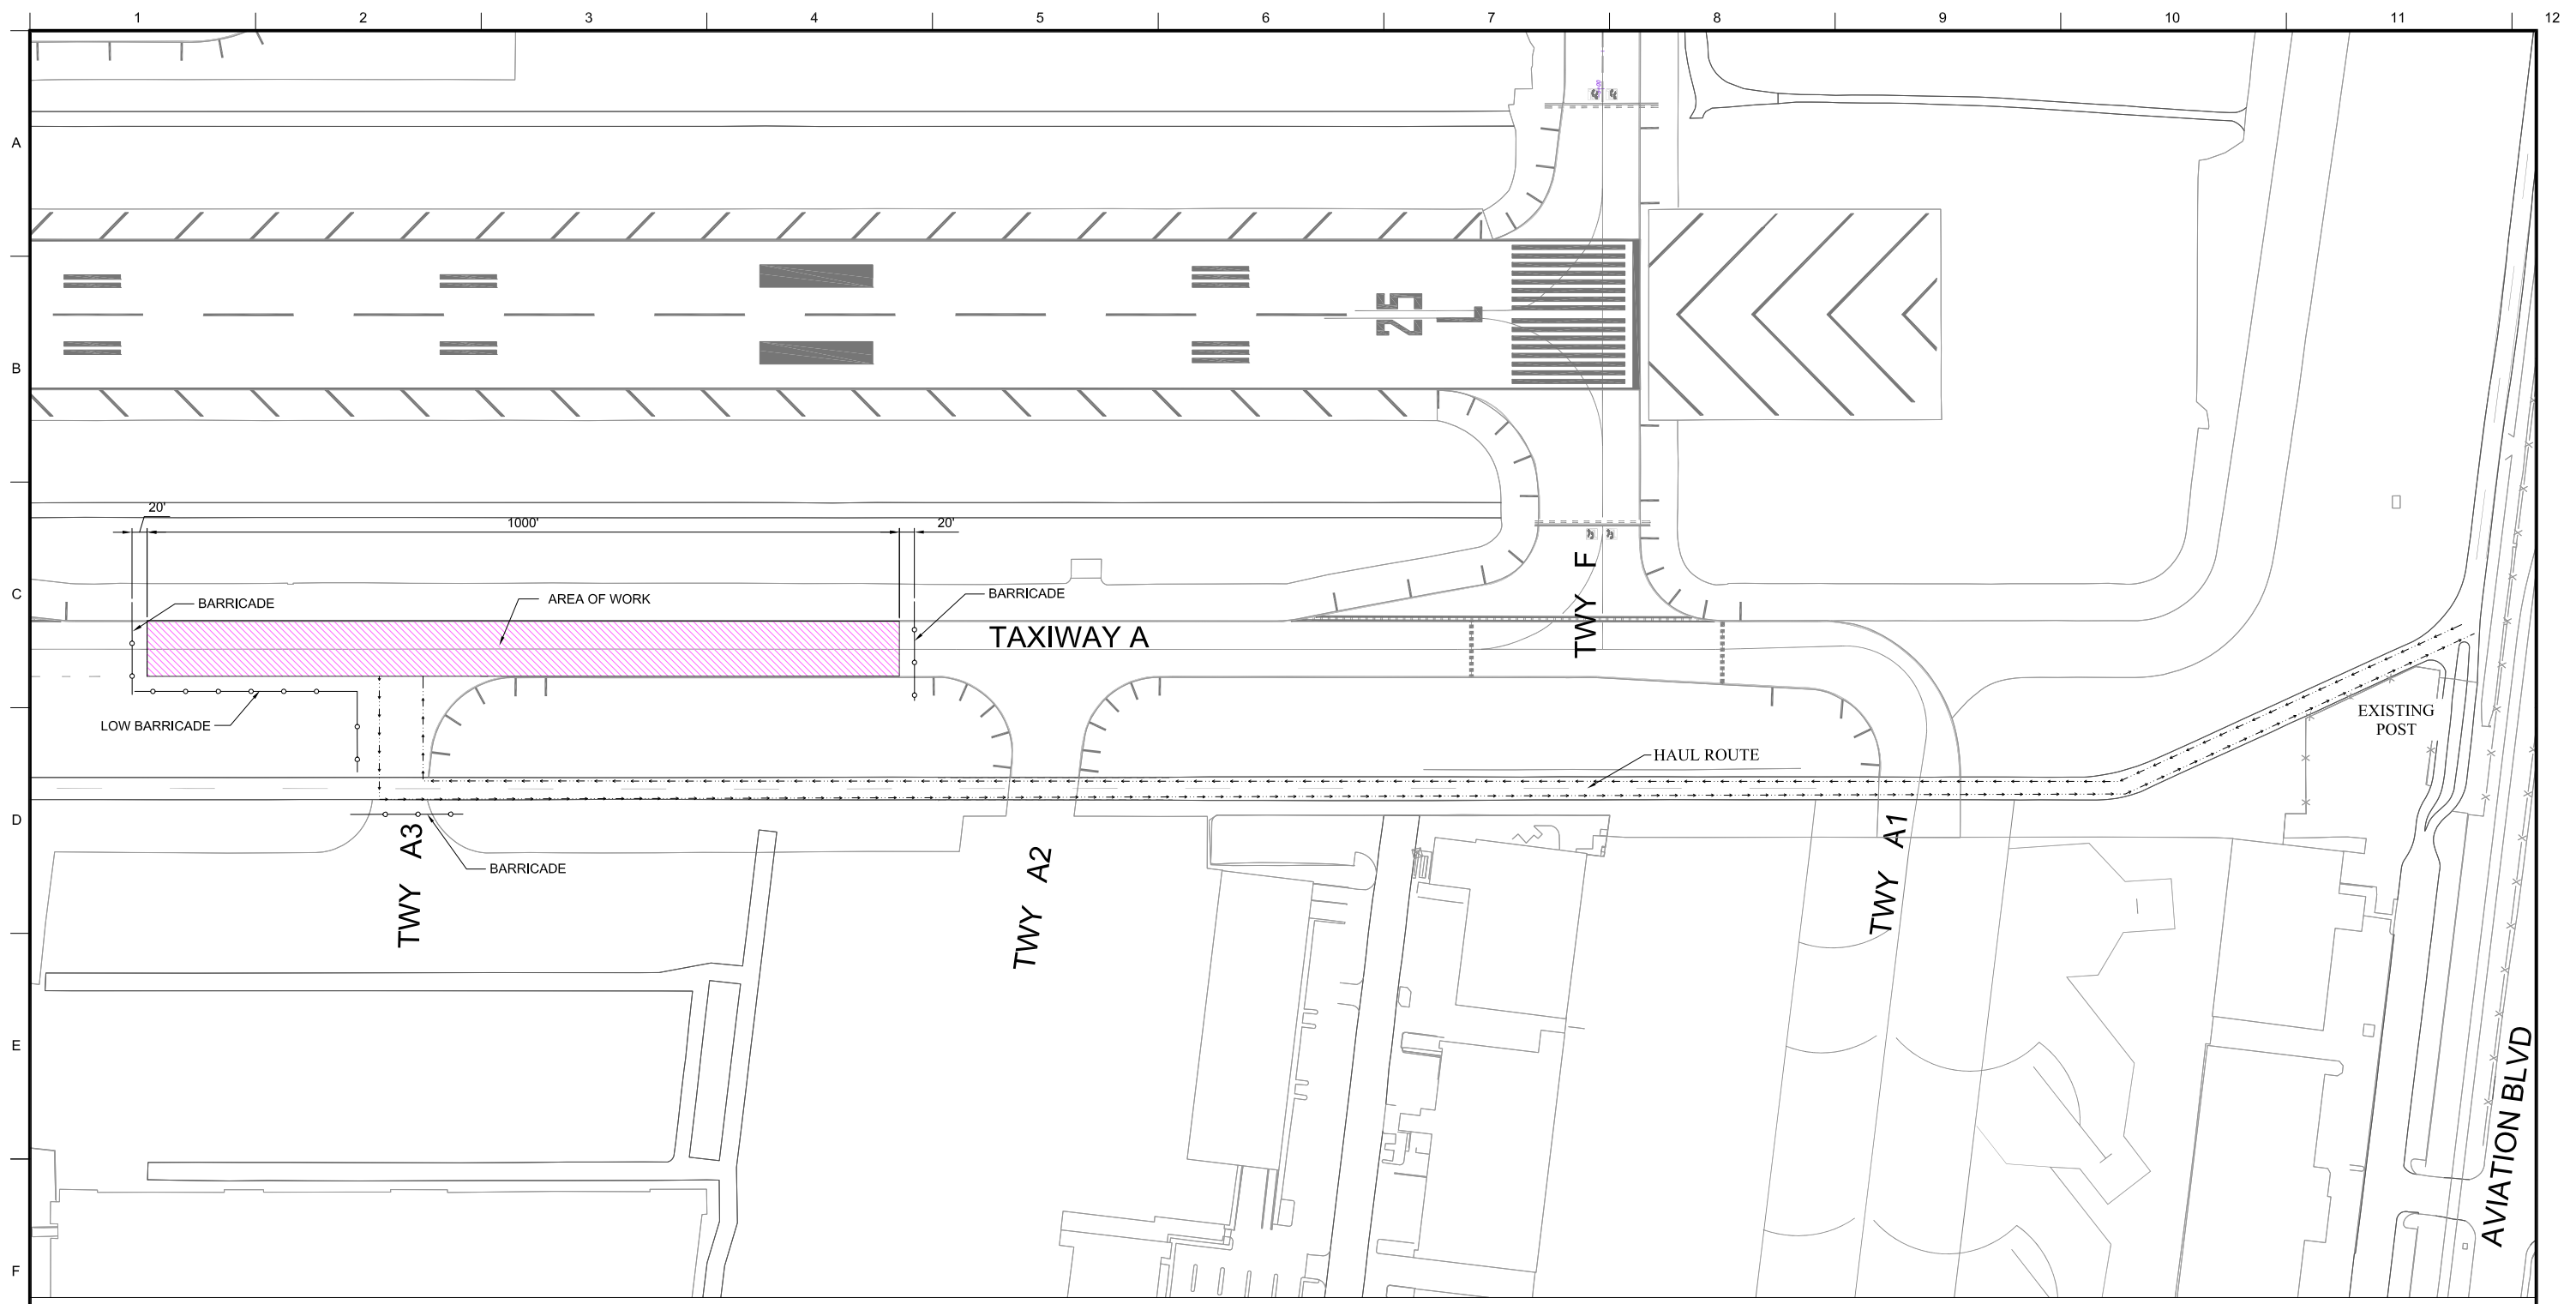 1 2 3 4 5 6 7 8 9 10 11 12
A
B
25
L
20'
1000'
20'
C
BARRICADE
AREA OF WORK
BARRICADE
TAXIWAY A
TWY F
LOW BARRICADE
EXISTING
POST
HAUL ROUTE
D
TWY A3
BARRICADE
TWY A2
TWY A1
E
AVIATION BLVD
F